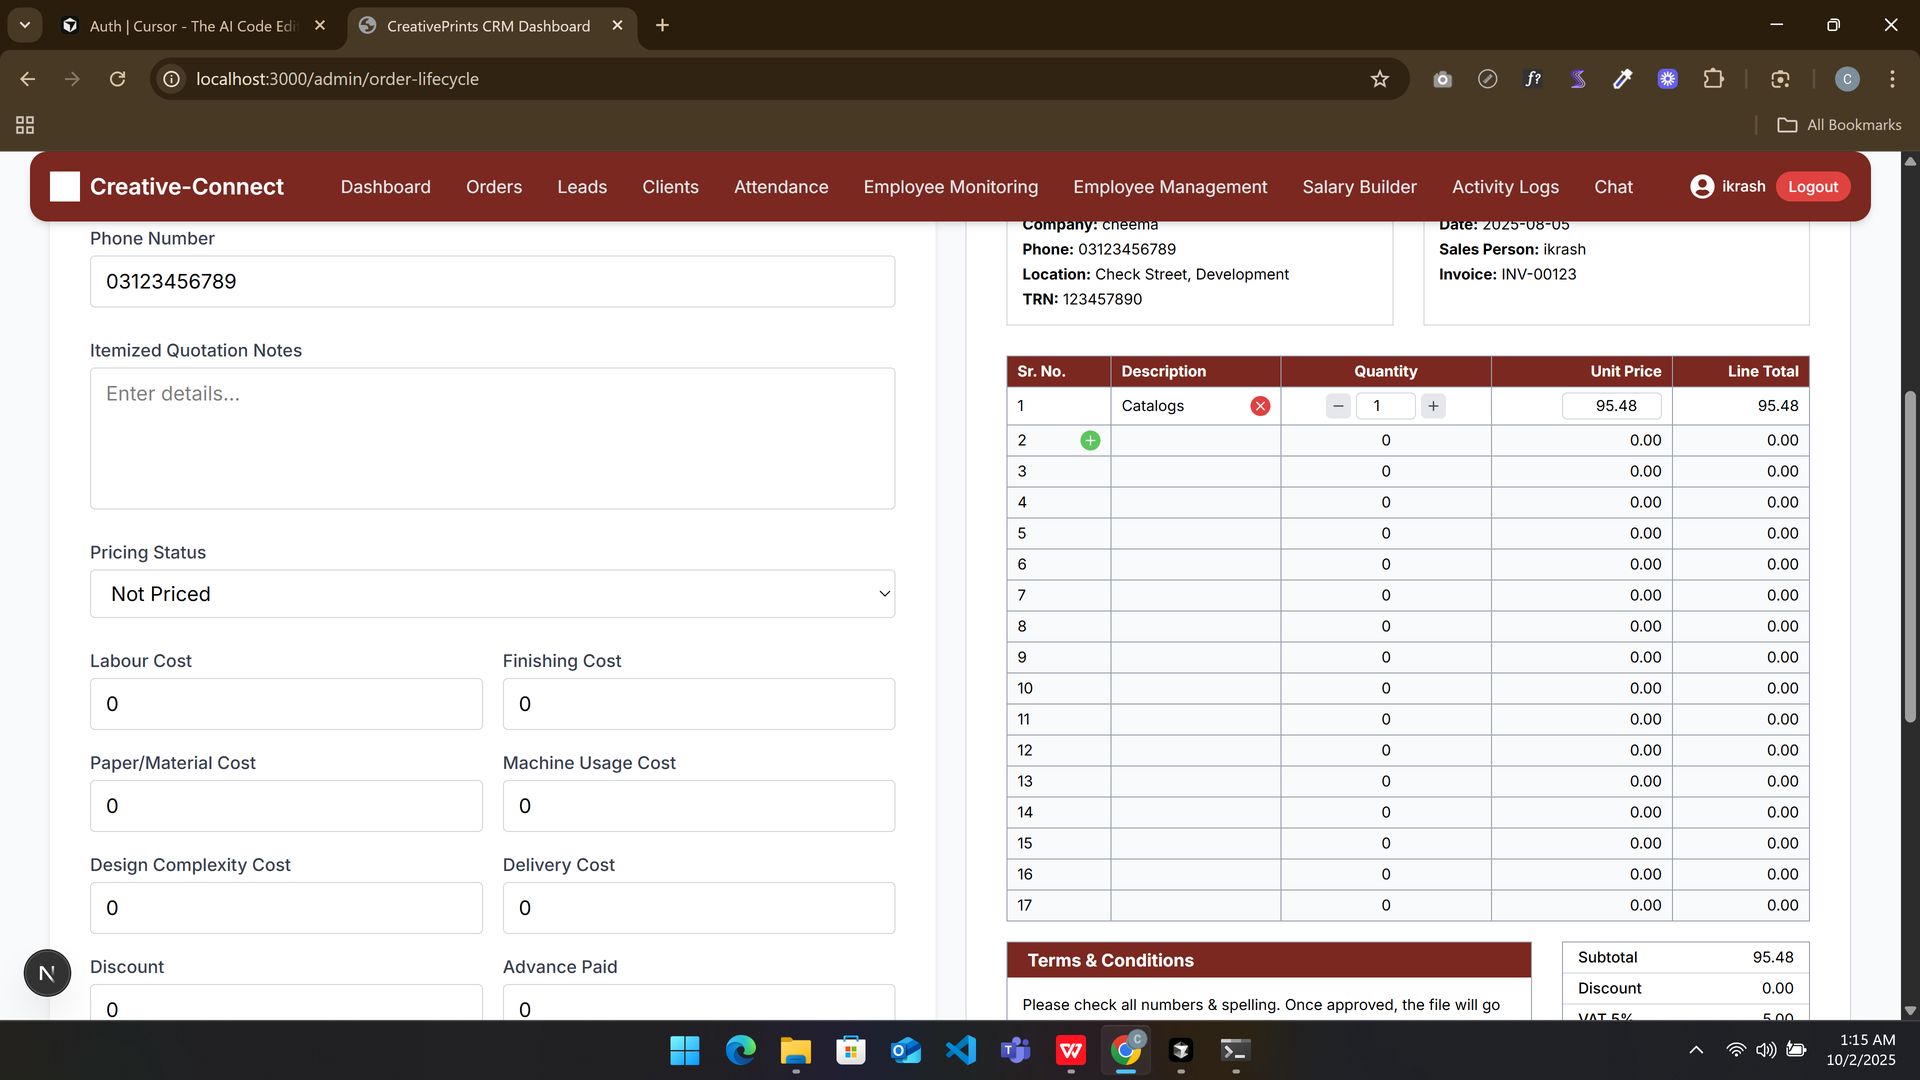 Auth | Cursor - The AI Code Edi
CreativePrints CRM Dashboard
localhost:3000/admin/order-lifecycle
f?
C
All Bookmarks
Creative-Connect
Dashboard
Orders
Leads
Clients
Attendance
Employee Monitoring
Employee Management
Salary Builder
Activity Logs
Chat
ikrash
Logout
Phone Number
03123456789
Itemized Quotation Notes
Enter details...
Pricing Status
Not Priced
Labour Cost
Finishing Cost
0
0
Paper/Material Cost
Machine Usage Cost
0
0
Design Complexity Cost
Delivery Cost
0
0
Discount
Advance Paid
0
0
N
Company: cheema
Phone: 03123456789
Location: Check Street, Development
TRN: 123457890
Date: 2025-08-05
Sales Person: ikrash
Invoice: INV-00123
Sr. No. Description Quantity Unit Price Line Total
1 Catalogs − 1 + 95.48 95.48
2 0 0.00 0.00
3 0 0.00 0.00
4 0 0.00 0.00
5 0 0.00 0.00
6 0 0.00 0.00
7 0 0.00 0.00
8 0 0.00 0.00
9 0 0.00 0.00
10 0 0.00 0.00
11 0 0.00 0.00
12 0 0.00 0.00
13 0 0.00 0.00
14 0 0.00 0.00
15 0 0.00 0.00
16 0 0.00 0.00
17 0 0.00 0.00
Terms & Conditions
Please check all numbers & spelling. Once approved, the file will go
Subtotal 95.48
Discount 0.00
VAT 5% 5.00
C
1:15 AM
10/2/2025